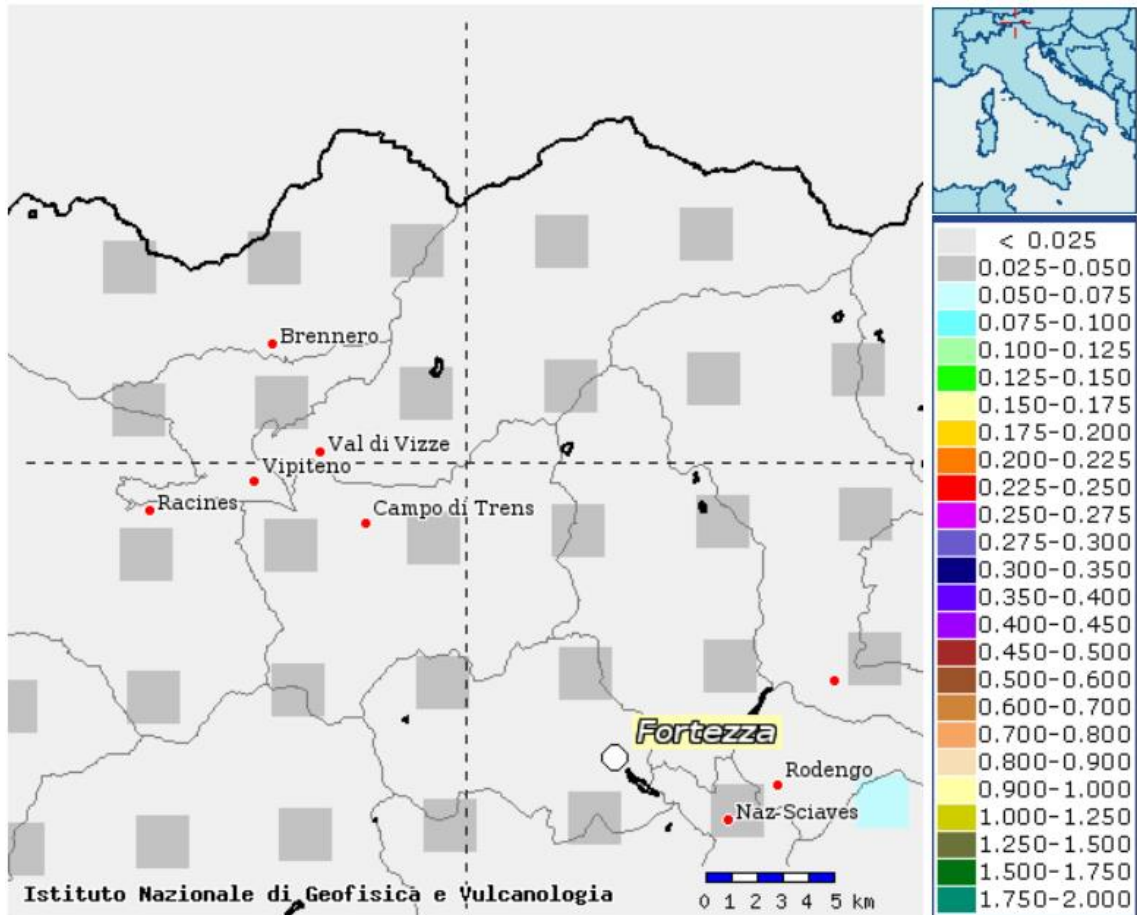 Brennero
Val di Vizze
Vipiteno
Racines
Campo di Trens
Fortezza
Rodengo
Naz-Sciaves
Istituto Nazionale di Geofisica e Vulcanologia
0 1 2 3 4 5 km
< 0.025
0.025-0.050
0.050-0.075
0.075-0.100
0.100-0.125
0.125-0.150
0.150-0.175
0.175-0.200
0.200-0.225
0.225-0.250
0.250-0.275
0.275-0.300
0.300-0.350
0.350-0.400
0.400-0.450
0.450-0.500
0.500-0.600
0.600-0.700
0.700-0.800
0.800-0.900
0.900-1.000
1.000-1.250
1.250-1.500
1.500-1.750
1.750-2.000